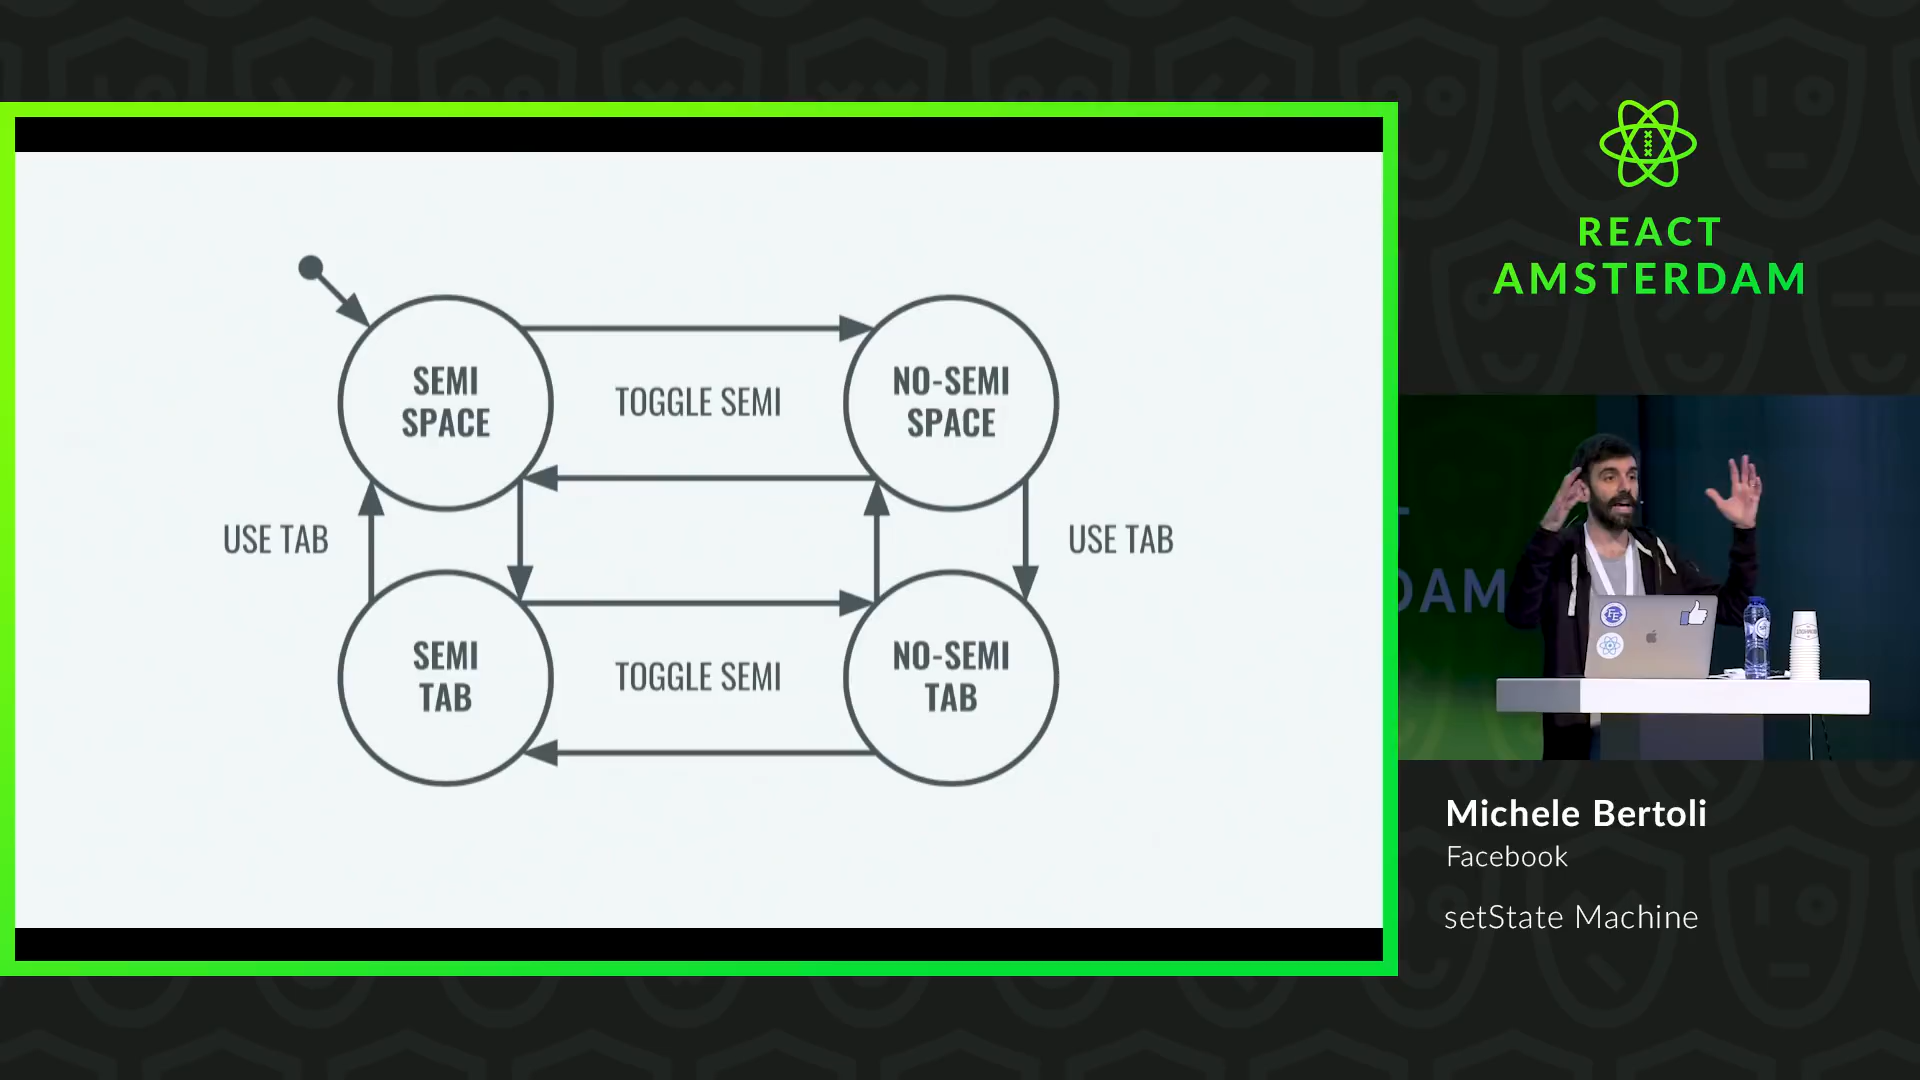 SEMI
SPACE
TOGGLE SEMI
NO-SEMI
SPACE
USE TAB
USE TAB
SEMI
TAB
TOGGLE SEMI
NO-SEMI
TAB
REACT
AMSTERDAM
DAM
Michele Bertoli
Facebook
setState Machine